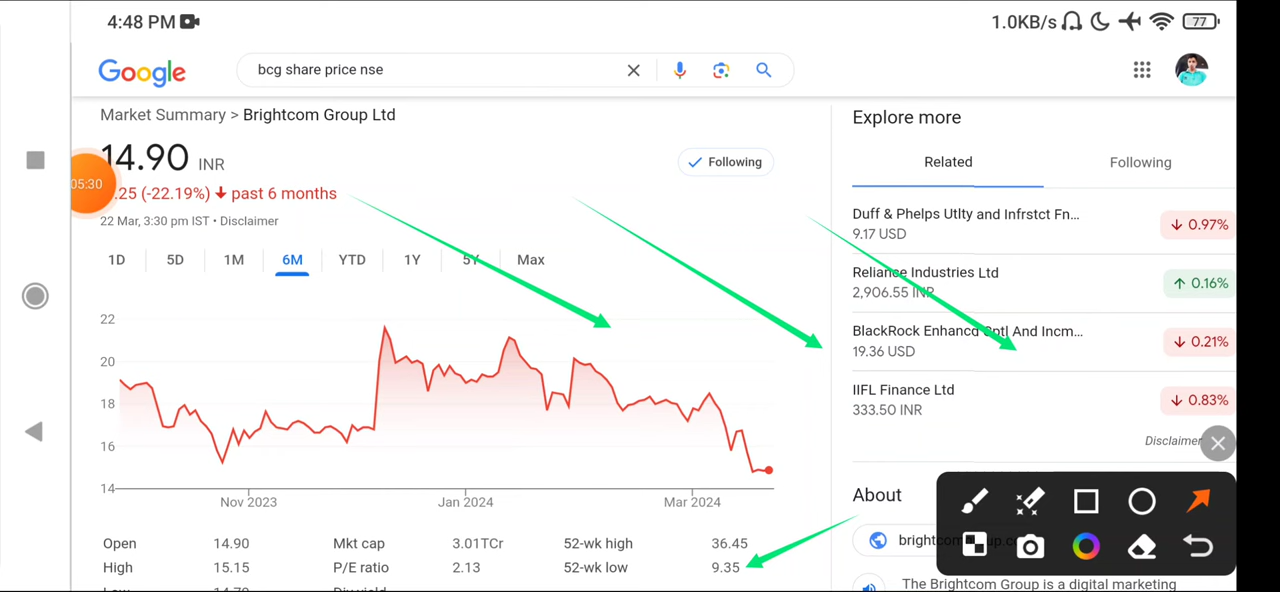 4:48 PM
1.0KB/s
77
Google
bcg share price nse
Market Summary > Brightcom Group Ltd
14.90 INR
Following
05:30
.25 (-22.19%) past 6 months
22 Mar, 3:30 pm IST • Disclaimer
1D 5D 1M 6M YTD 1Y 5Y Max
22
20
18
16
14
Nov 2023 Jan 2024 Mar 2024
Open 14.90 Mkt cap 3.01TCr 52-wk high 36.45
High 15.15 P/E ratio 2.13 52-wk low 9.35
Explore more
Related Following
Duff & Phelps Utlty and Infrstct Fn...
9.17 USD
0.97%
Reliance Industries Ltd
2,906.55 INR
0.16%
BlackRock Enhancd Cptl And Incm...
19.36 USD
0.21%
IIFL Finance Ltd
333.50 INR
0.83%
Disclaimer
About
The Brightcom Group is a digital marketing